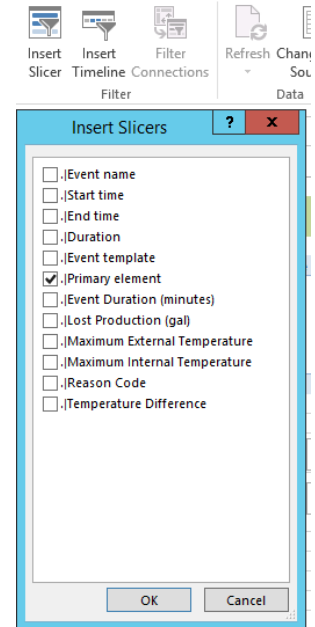 Insert Insert Filter Refresh Chan
Slicer Timeline Connections Sou
Filter Data
Insert Slicers ? x
.|Event name
.|Start time
.|End time
.|Duration
.|Event template
.|Primary element
.|Event Duration (minutes)
.|Lost Production (gal)
.|Maximum External Temperature
.|Maximum Internal Temperature
.|Reason Code
.|Temperature Difference
OK Cancel